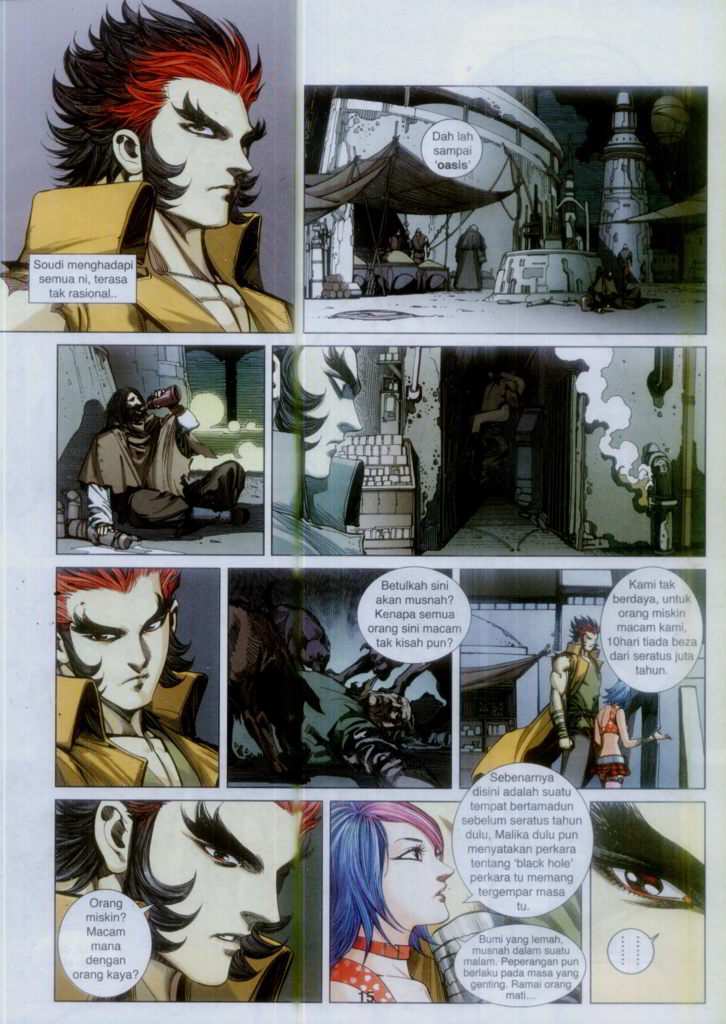 Soudi menghadapi
semua ni, terasa
tak rasional..
Dah lah
sampai
'oasis'
Betulkah sini
akan musnah?
Kenapa semua
orang sini macam
tak kisah pun?
Kami tak
berdaya, untuk
orang miskin
macam kami,
10hari tiada beza
dari seratus juta
tahun.
Orang
miskin?
Macam
mana
dengan
orang kaya?
Sebenarnya
disini adalah suatu
tempat bertamadun
sebelum seratus tahun
dulu, Malika dulu pun
menyatakan perkara
tentang 'black hole'
perkara tu memang
tergempar masa
tu.
Bumi yang lemah,
musnah dalam suatu
malam. Peperangan pun
berlaku pada masa yang
genting. Ramai orang
mati...
15